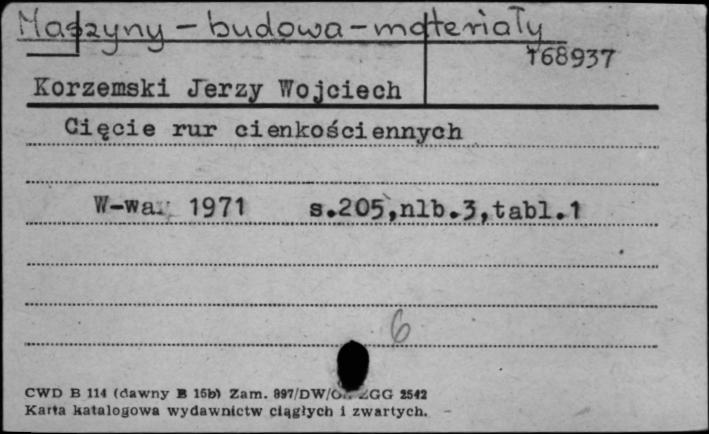 Maszyny - budowa - materiały
168937
Korzemski Jerzy Wojciech
Cięcie rur cienkościennych
W-wa 1971 s.205,nlb.3,tabl.1
6
CWD B 114 (dawny B 15b) Zam. 897/DW/ ZGG 2542
Karta katalogowa wydawnictw ciągłych i zwartych.